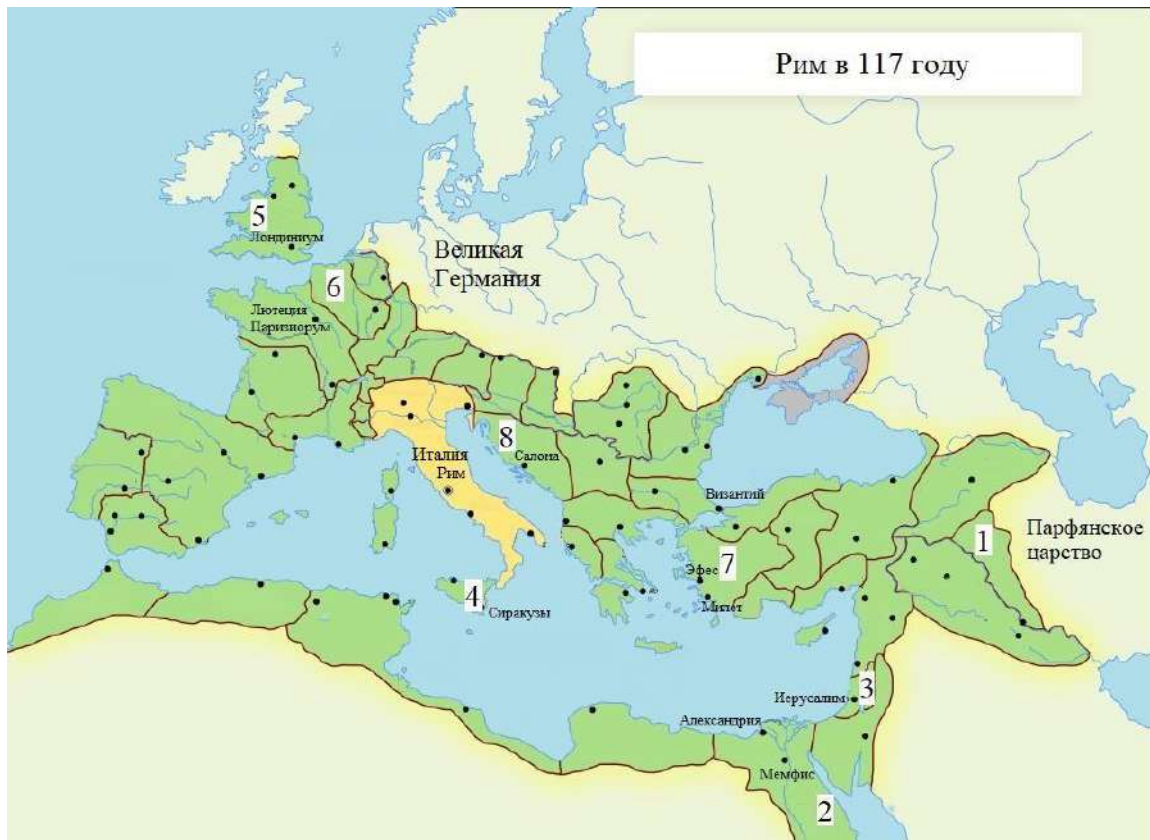 Рим в 117 году
5
Лондиниум
Великая
Германия
6
Лютеция
Паризиорум
8
Салона
Италия
Рим
Византий
Парфянское
царство
1
7
Эфес
Милет
4
Сиракузы
3
Иерусалим
Александрия
Мемфис
2